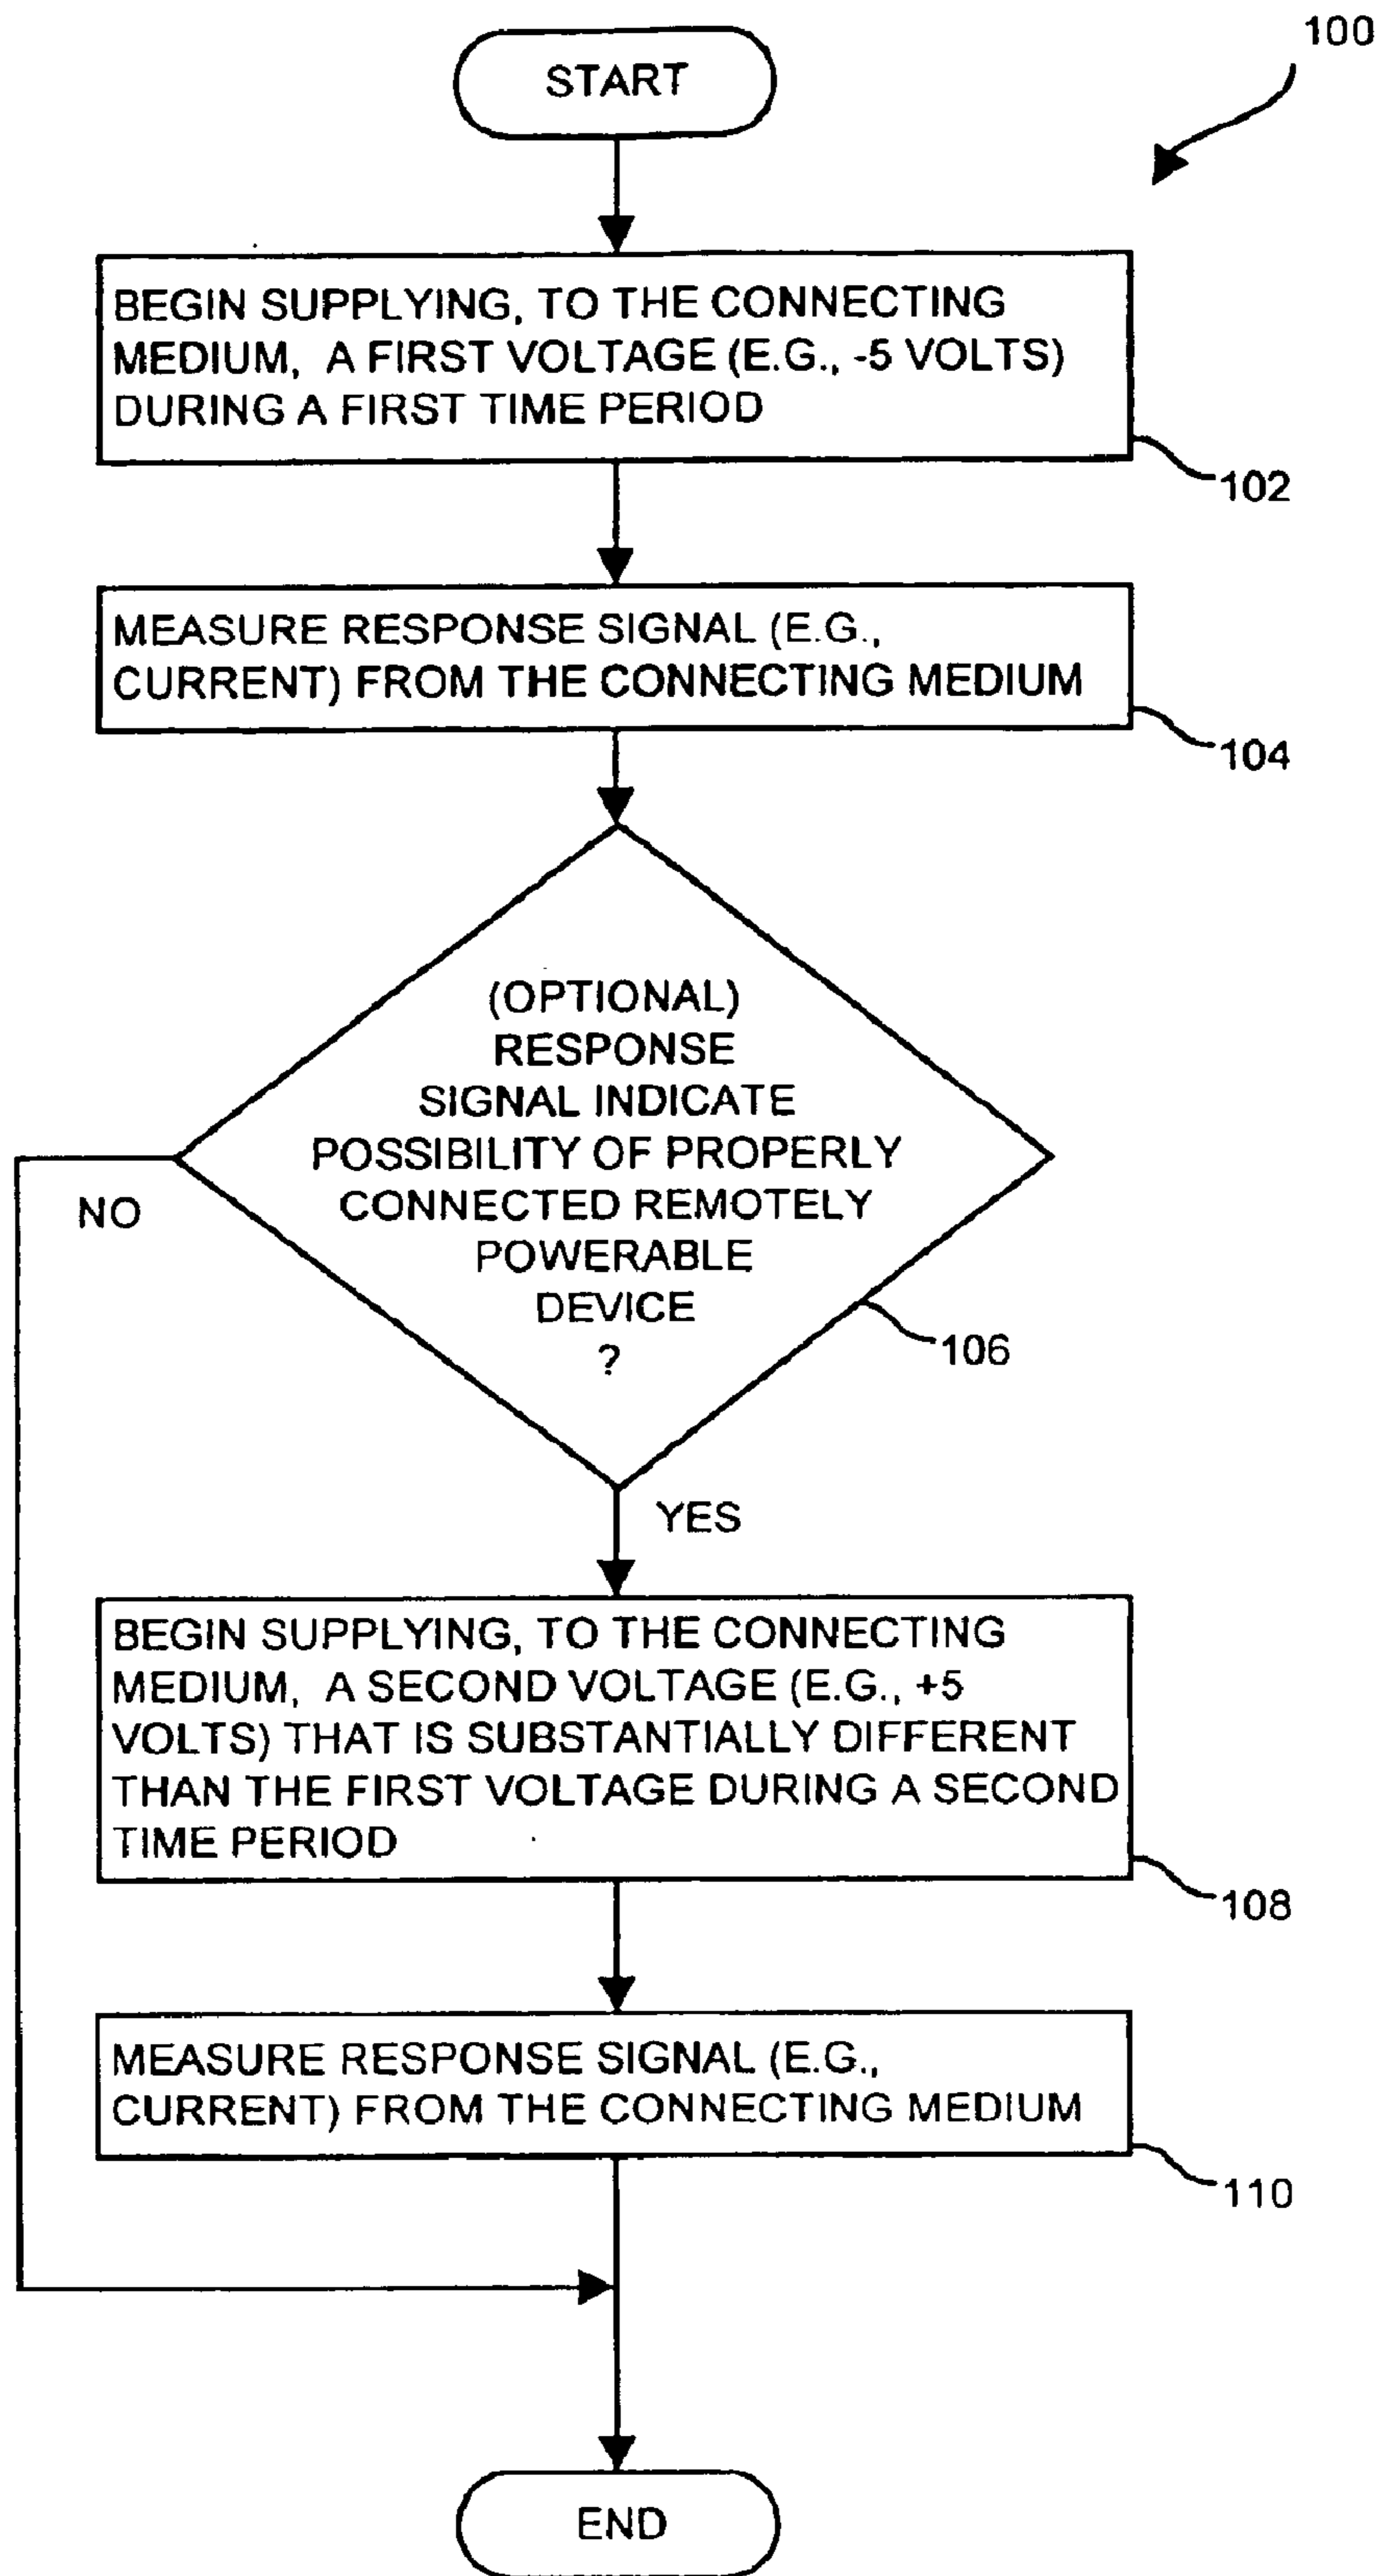 100
START
BEGIN SUPPLYING, TO THE CONNECTING
MEDIUM, A FIRST VOLTAGE (E.G., -5 VOLTS)
DURING A FIRST TIME PERIOD
102
MEASURE RESPONSE SIGNAL (E.G.,
CURRENT) FROM THE CONNECTING MEDIUM
104
(OPTIONAL)
RESPONSE
SIGNAL INDICATE
POSSIBILITY OF PROPERLY
CONNECTED REMOTELY
POWERABLE
DEVICE
?
NO
106
YES
BEGIN SUPPLYING, TO THE CONNECTING
MEDIUM, A SECOND VOLTAGE (E.G., +5
VOLTS) THAT IS SUBSTANTIALLY DIFFERENT
THAN THE FIRST VOLTAGE DURING A SECOND
TIME PERIOD
108
MEASURE RESPONSE SIGNAL (E.G.,
CURRENT) FROM THE CONNECTING MEDIUM
110
END